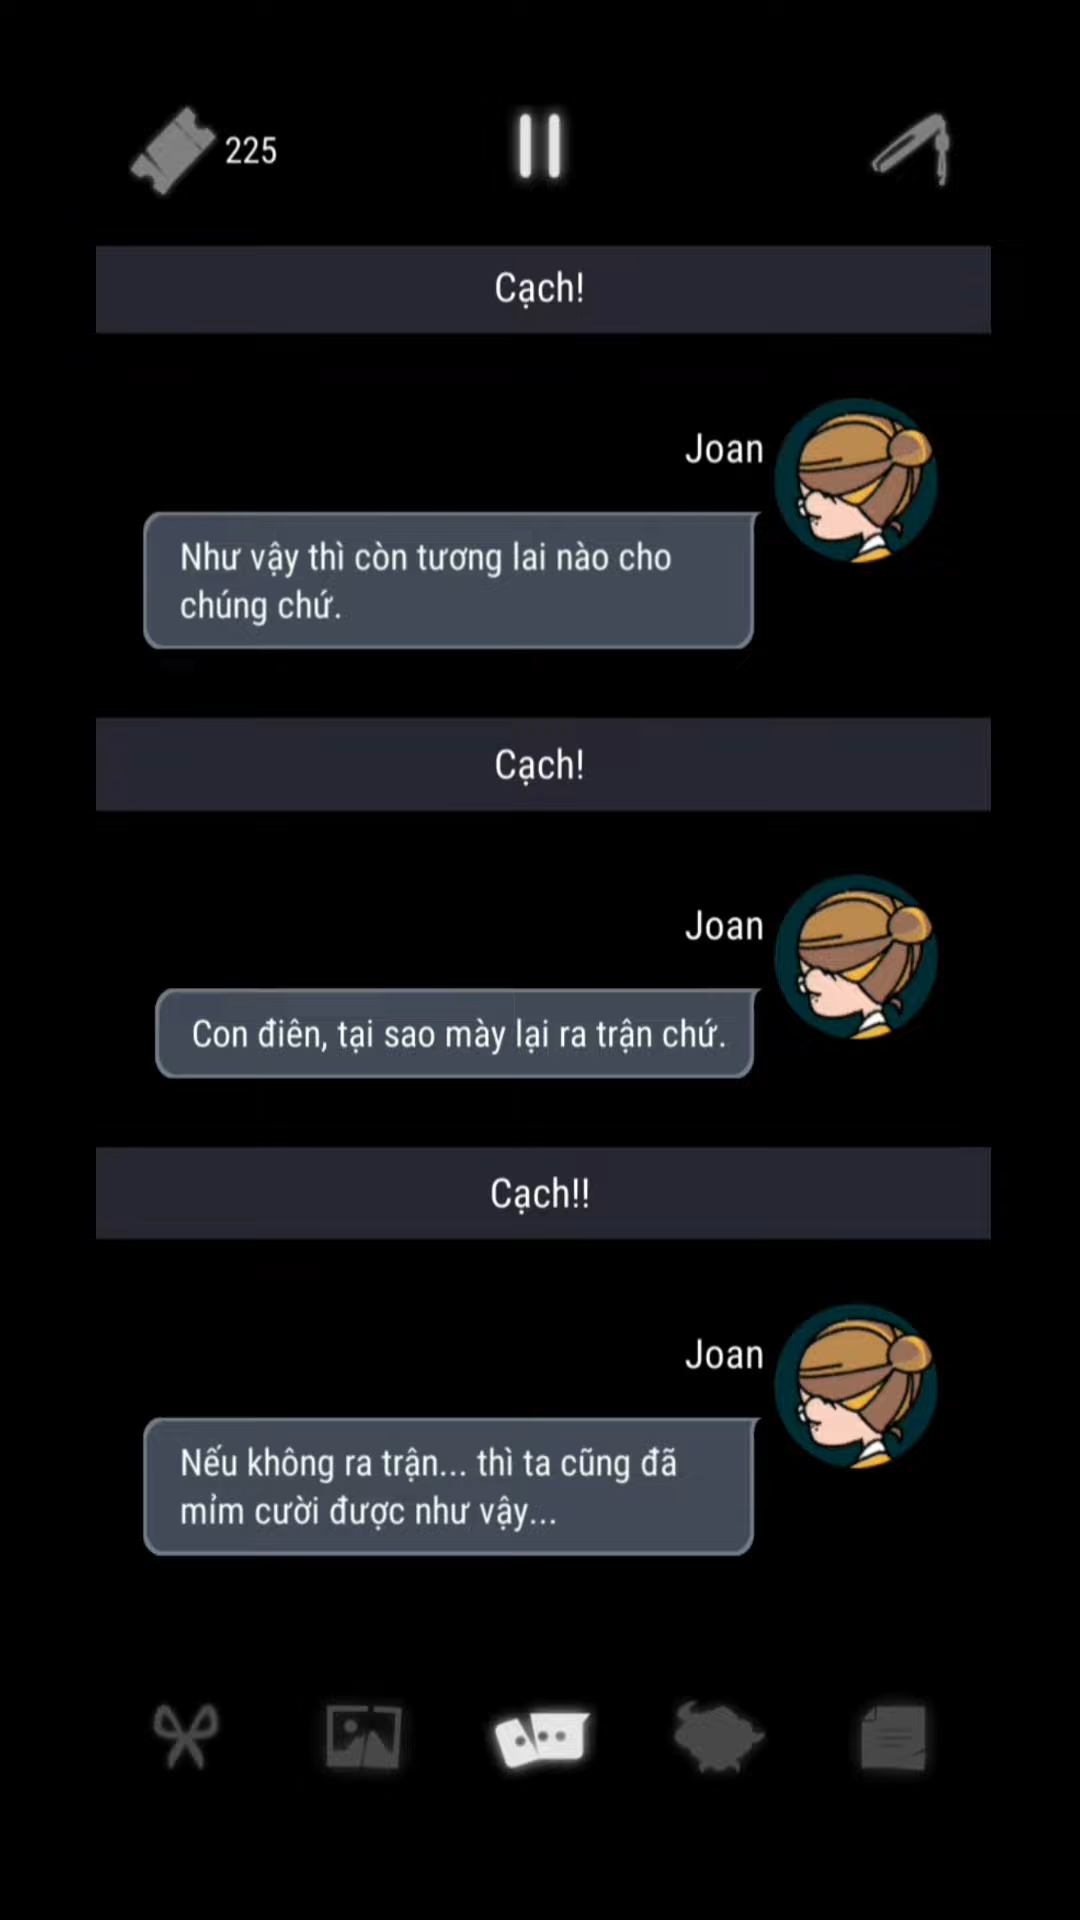 225
Cạch!
Joan
Như vậy thì còn tương lai nào cho
chúng chứ.
Cạch!
Joan
Con điên, tại sao mày lại ra trận chứ.
Cạch!!
Joan
Nếu không ra trận... thì ta cũng đã
mỉm cười được như vậy...